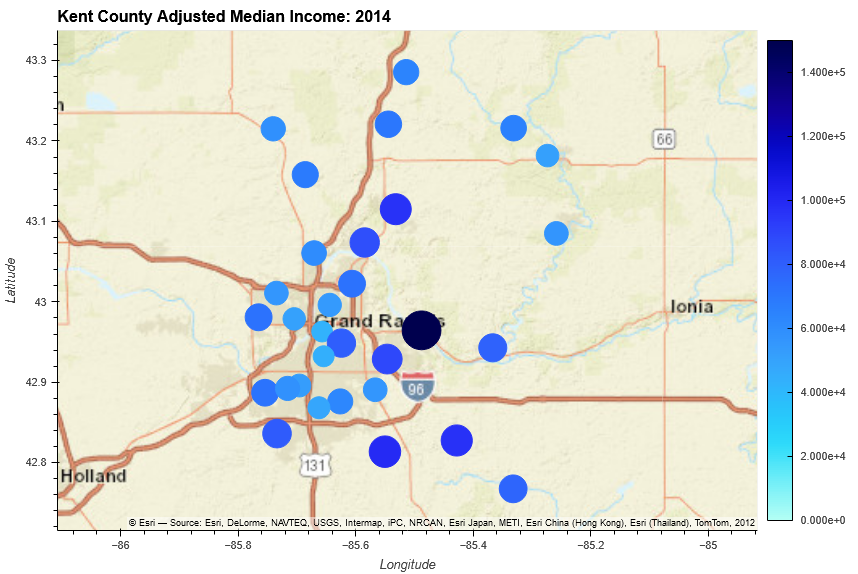 Kent County Adjusted Median Income: 2014
43.3
43.2
43.1
43
42.9
42.8
Latitude
66
Ionia
96
131
Holland
© Esri — Source: Esri, DeLorme, NAVTEQ, USGS, Intermap, iPC, NRCAN, Esri Japan, METI, Esri China (Hong Kong), Esri (Thailand), TomTom, 2012
−86
−85.8
−85.6
−85.4
−85.2
−85
Longitude
1.400e+5
1.200e+5
1.000e+5
8.000e+4
6.000e+4
4.000e+4
2.000e+4
0.000e+0